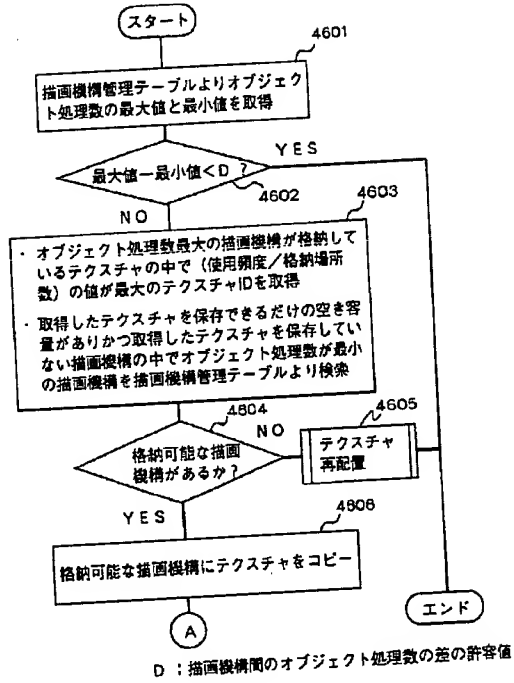 スタート
4601
描画機構管理テーブルよりオブジェク
ト処理数の最大値と最小値を取得
YES
最大値ー最小値<D ?
4602
NO
4603
・ オブジェクト処理数最大の描画機構が格納して
いるテクスチャの中で（使用頻度／格納場所
数）の値が最大のテクスチャIDを取得
・ 取得したテクスチャを保存できるだけの空き容
量がありかつ取得したテクスチャを保存してい
ない描画機構の中でオブジェクト処理数が最小
の描画機構を描画機構管理テーブルより検索
4604
NO
4605
格納可能な描画
機構があるか?
テクスチャ
再配置
YES
4606
格納可能な描画機構にテクスチャをコピー
A
エンド
D ：描画機構間のオブジェクト処理数の差の許容値